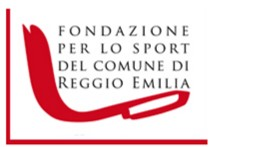 FONDAZIONE
PER LO SPORT
DEL COMUNE DI
REGGIO EMILIA